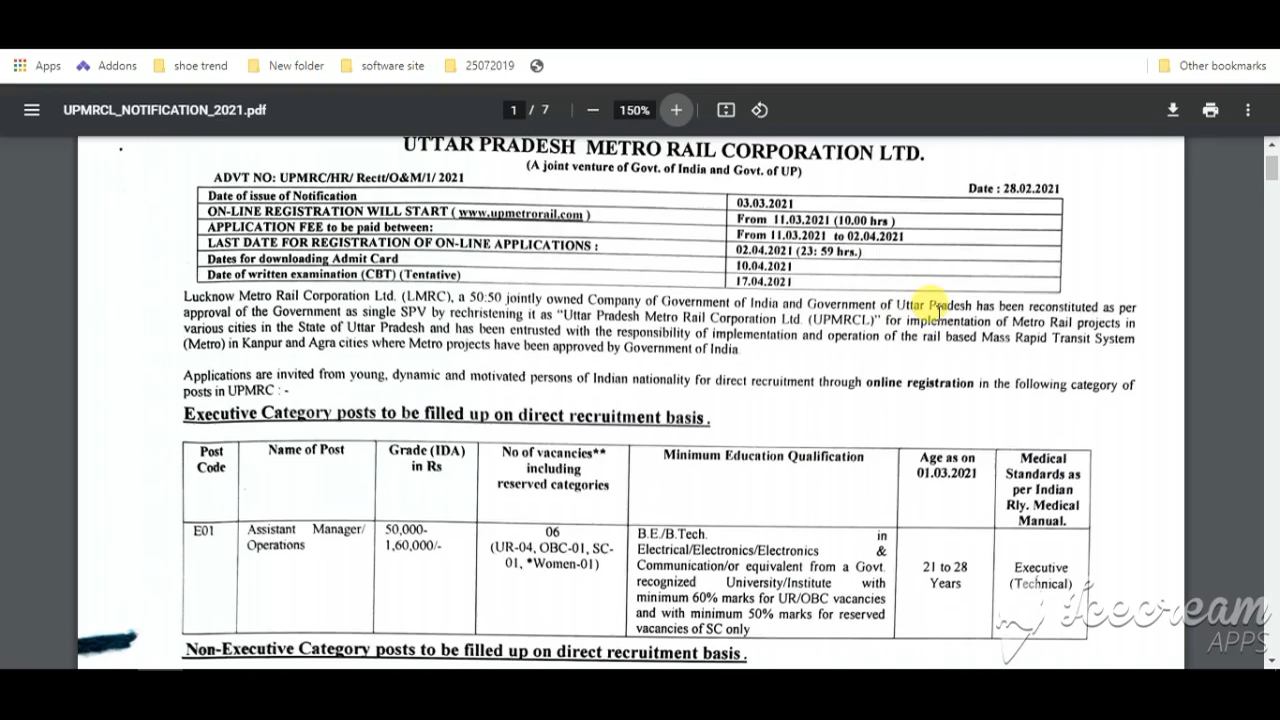 Apps Addons shoe trend New folder software site 25072019 Other bookmarks
UPMRCL_NOTIFICATION_2021.pdf 1 / 7 150%
UTTAR PRADESH METRO RAIL CORPORATION LTD.
(A joint venture of Govt. of India and Govt. of UP)
ADVT NO: UPMRC/HR/ Rectt/O&M/1/ 2021 Date : 28.02.2021
Date of issue of Notification 03.03.2021
ON-LINE REGISTRATION WILL START ( www.upmetrorail.com ) From 11.03.2021 (10.00 hrs )
APPLICATION FEE to be paid between: From 11.03.2021 to 02.04.2021
LAST DATE FOR REGISTRATION OF ON-LINE APPLICATIONS : 02.04.2021 (23: 59 hrs.)
Dates for downloading Admit Card 10.04.2021
Date of written examination (CBT) (Tentative) 17.04.2021
Lucknow Metro Rail Corporation Ltd. (LMRC), a 50:50 jointly owned Company of Government of India and Government of Uttar Pradesh has been reconstituted as per
approval of the Government as single SPV by rechristening it as “Uttar Pradesh Metro Rail Corporation Ltd. (UPMRCL)” for implementation of Metro Rail projects in
various cities in the State of Uttar Pradesh and has been entrusted with the responsibility of implementation and operation of the rail based Mass Rapid Transit System
(Metro) in Kanpur and Agra cities where Metro projects have been approved by Government of India
Applications are invited from young, dynamic and motivated persons of Indian nationality for direct recruitment through online registration in the following category of
posts in UPMRC : -
Executive Category posts to be filled up on direct recruitment basis.
Post
Code
Name of Post
Grade (IDA)
in Rs
No of vacancies**
including
reserved categories
Minimum Education Qualification
Age as on
01.03.2021
Medical
Standards as
per Indian
Rly. Medical
Manual.
E01
Assistant Manager/
Operations
50,000-
1,60,000/-
06
(UR-04, OBC-01, SC-
01, *Women-01)
B.E./B.Tech. in
Electrical/Electronics/Electronics &
Communication/or equivalent from a Govt.
recognized University/Institute with
minimum 60% marks for UR/OBC vacancies
and with minimum 50% marks for reserved
vacancies of SC only
21 to 28
Years
Executive
(Technical)
Non-Executive Category posts to be filled up on direct recruitment basis.
Icecream
APPS